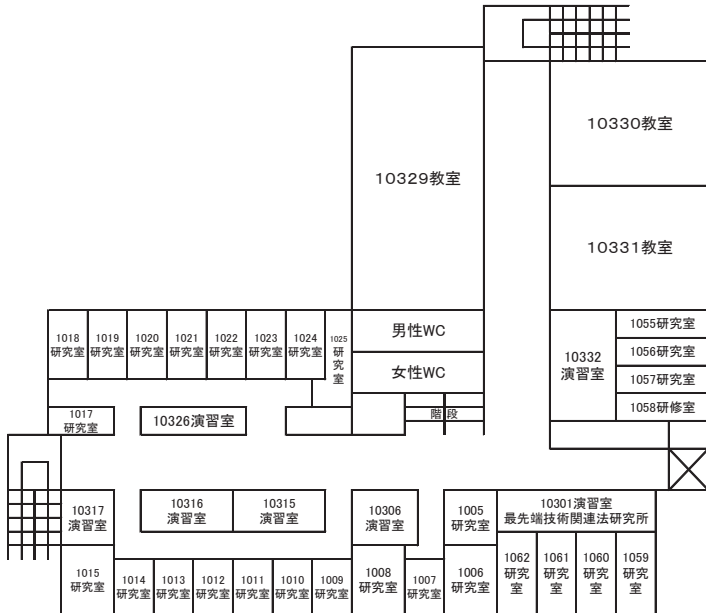 10330教室
10329教室
10331教室
1018
研究室
1019
研究室
1020
研究室
1021
研究室
1022
研究室
1023
研究室
1024
研究室
1025
研
究
室
男性WC
女性WC
10332
演習室
1055研究室
1056研究室
1057研究室
1058研修室
1017
研究室
10326演習室
階段
10317
演習室
10316
演習室
10315
演習室
10306
演習室
1005
研究室
10301演習室
最先端技術関連法研究所
1015
研究室
1014
研究室
1013
研究室
1012
研究室
1011
研究室
1010
研究室
1009
研究室
1008
研究室
1007
研究室
1006
研究室
1062
研究
室
1061
研究
室
1060
研究
室
1059
研究
室